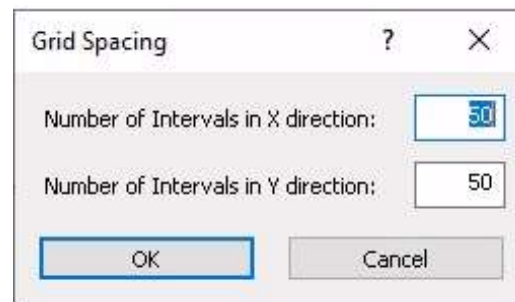 Grid Spacing ? X
Number of Intervals in X direction: 50
Number of Intervals in Y direction: 50
OK Cancel